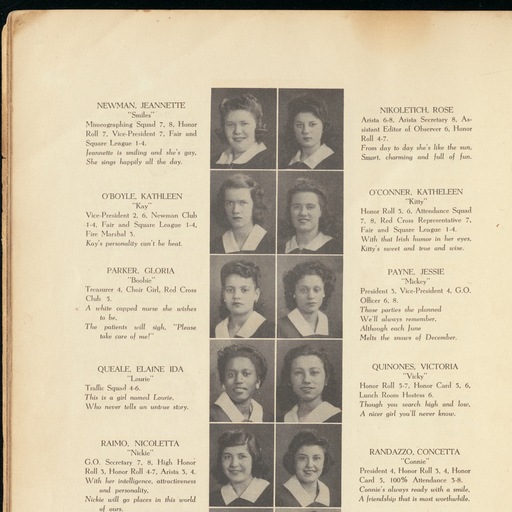 NEWMAN, JEANNETTE
"Smiles"
Mimeographing Squad 7, 8, Honor
Roll 7, Vice-President 7, Fair and
Square League 1-4.
Jeannette is smiling and she's gay,
She sings happily all the day.
O'BOYLE, KATHLEEN
"Kay"
Vice-President 2, 6, Newman Club
1-4, Fair and Square League 1-4,
Fire Marshal 3.
Kay's personality can't be beat.
PARKER, GLORIA
"Boobie"
Treasurer 4, Choir Girl, Red Cross
Club 5.
A white capped nurse she wishes
to be,
The patients will sigh, "Please
take care of me!"
QUEALE, ELAINE IDA
"Lourie"
Traffic Squad 4-6.
This is a girl named Lourie,
Who never tells an untrue story.
RAIMO, NICOLETTA
"Nickie"
G.O. Secretary 7, 8, High Honor
Roll 3, Honor Roll 4-7, Arista 3, 4.
With her intelligence, attractiveness
and personality,
Nickie will go places in this world
of ours.
NIKOLETICH, ROSE
Arista 6-8, Arista Secretary 8, As-
sistant Editor of Observer 6, Honor
Roll 4-7.
From day to day she's like the sun,
Smart, charming and full of fun.
O'CONNER, KATHELEEN
"Kitty"
Honor Roll 3, 6, Attendance Squad
7, 8, Red Cross Representative 7,
Fair and Square League 1-4.
With that Irish humor in her eyes,
Kitty's sweet and true and wise.
PAYNE, JESSIE
"Mickey"
President 3, Vice-President 4, G.O.
Officer 6, 8.
Those parties she planned
We'll always remember,
Although each June
Melts the snows of December.
QUINONES, VICTORIA
"Vicky"
Honor Roll 5-7, Honor Card 5, 6,
Lunch Room Hostess 6.
Though you search high and low,
A nicer girl you'll never know.
RANDAZZO, CONCETTA
"Connie"
President 4, Honor Roll 3, 4, Honor
Card 3, 100% Attendance 3-8.
Connie's always ready with a smile,
A friendship that is most worthwhile.